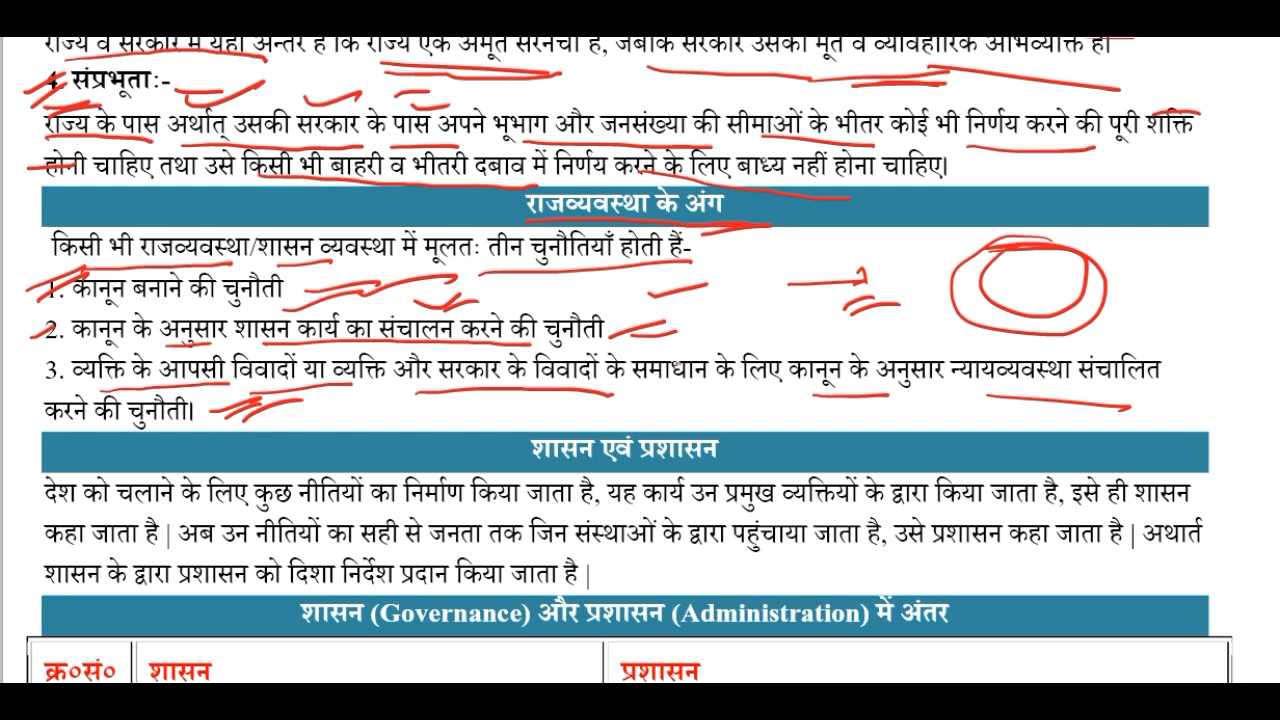 राज्य व सरकार में यही अन्तर है कि राज्य एक अमूर्त संरचना है, जबकि सरकार उसकी मूर्त व व्यावहारिक अभिव्यक्ति हो
4. संप्रभुता:-
राज्य के पास अर्थात् उसकी सरकार के पास अपने भूभाग और जनसंख्या की सीमाओं के भीतर कोई भी निर्णय करने की पूरी शक्ति
होनी चाहिए तथा उसे किसी भी बाहरी व भीतरी दबाव में निर्णय करने के लिए बाध्य नहीं होना चाहिए।
राजव्यवस्था के अंग
किसी भी राजव्यवस्था/शासन व्यवस्था में मूलतः तीन चुनौतियाँ होती हैं-
1. कानून बनाने की चुनौती
2. कानून के अनुसार शासन कार्य का संचालन करने की चुनौती
3. व्यक्ति के आपसी विवादों या व्यक्ति और सरकार के विवादों के समाधान के लिए कानून के अनुसार न्यायव्यवस्था संचालित
करने की चुनौती।
शासन एवं प्रशासन
देश को चलाने के लिए कुछ नीतियों का निर्माण किया जाता है, यह कार्य उन प्रमुख व्यक्तियों के द्वारा किया जाता है, इसे ही शासन
कहा जाता है | अब उन नीतियों का सही से जनता तक जिन संस्थाओं के द्वारा पहुंचाया जाता है, उसे प्रशासन कहा जाता है | अथार्त
शासन के द्वारा प्रशासन को दिशा निर्देश प्रदान किया जाता है |
शासन (Governance) और प्रशासन (Administration) में अंतर
क्र०सं० शासन प्रशासन